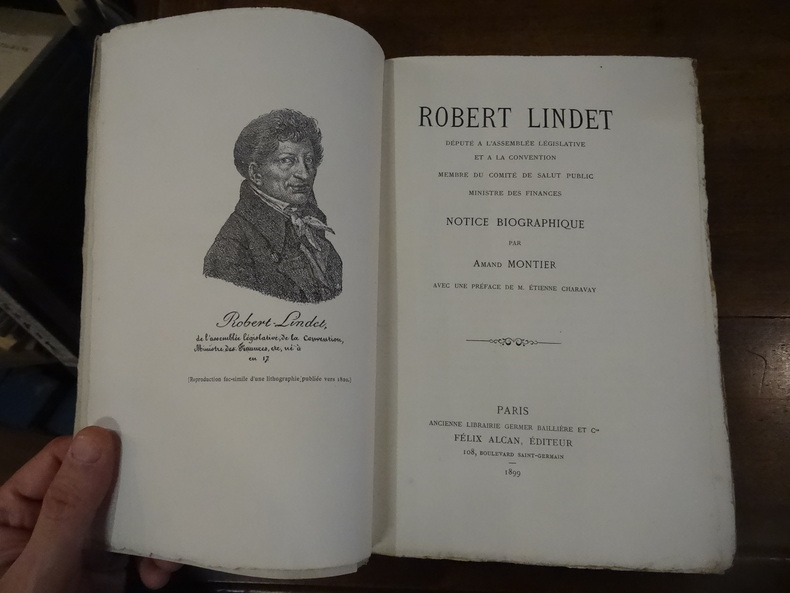 Robert Lindet,
de l'assemblée législative, de la Convention,
Ministre des Finances, etc, né à
en 17
(Reproduction fac-simile d'une lithographie publiée vers 1820.)
ROBERT LINDET
DÉPUTÉ A L'ASSEMBLÉE LÉGISLATIVE
ET A LA CONVENTION
MEMBRE DU COMITÉ DE SALUT PUBLIC
MINISTRE DES FINANCES
NOTICE BIOGRAPHIQUE
PAR
AMAND MONTIER
AVEC UNE PRÉFACE DE M. ÉTIENNE CHARAVAY
PARIS
ANCIENNE LIBRAIRIE GERMER BAILLIÈRE ET Cie
FÉLIX ALCAN, ÉDITEUR
108, BOULEVARD SAINT-GERMAIN
1899